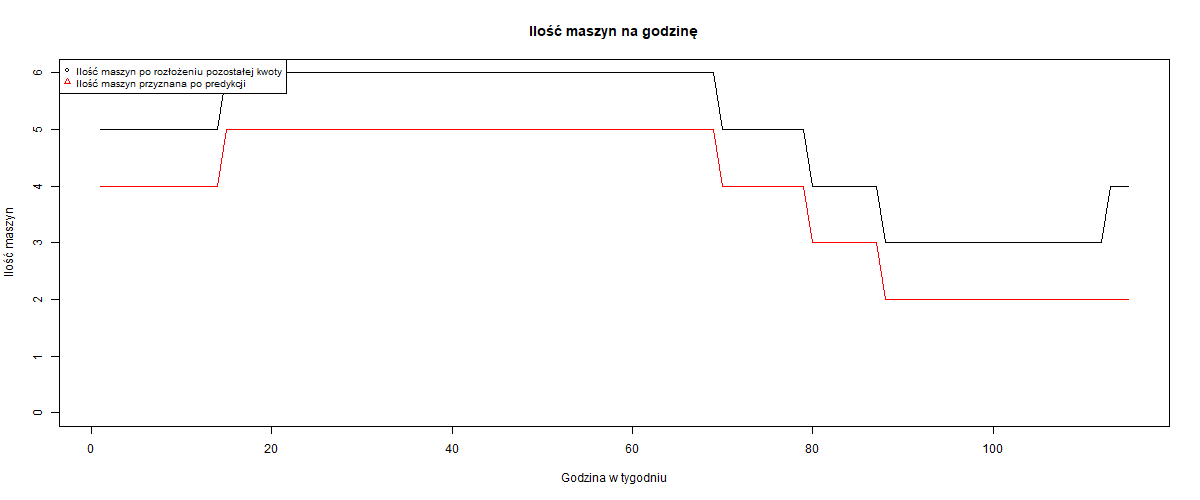 Ilość maszyn na godzinę
Ilość maszyn po rozłożeniu pozostałej kwoty
Ilość maszyn przyznana po predykcji
Ilość maszyn
6
5
4
3
2
1
0
0 20 40 60 80 100
Godzina w tygodniu